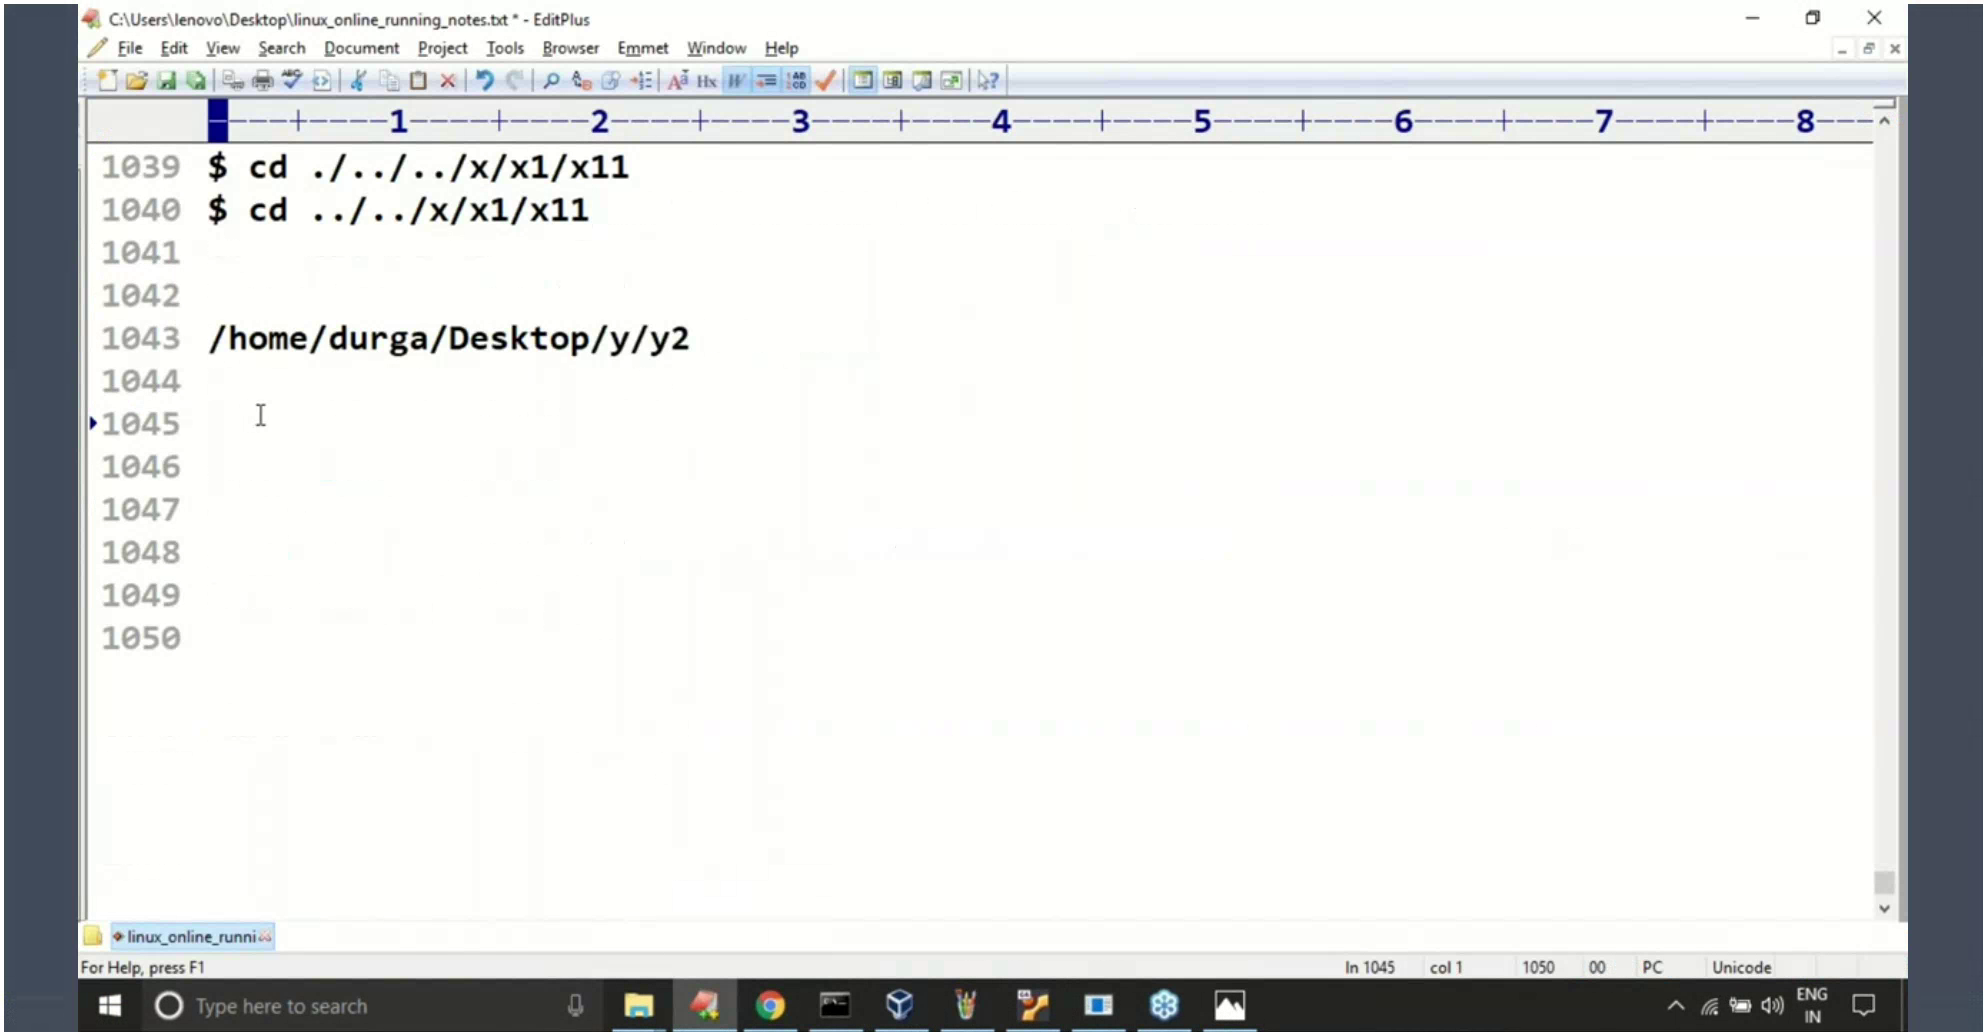 C:\Users\lenovo\Desktop\linux_online_running_notes.txt * - EditPlus
File Edit View Search Document Project Tools Browser Emmet Window Help
----+----1----+----2----+----3----+----4----+----5----+----6----+----7----+----8----
1039 $ cd ./../../x/x1/x11
1040 $ cd ../../x/x1/x11
1041
1042
1043 /home/durga/Desktop/y/y2
1044
1045
1046
1047
1048
1049
1050
linux_online_runni
For Help, press F1 ln 1045 col 1 1050 00 PC Unicode
Type here to search ENG
IN